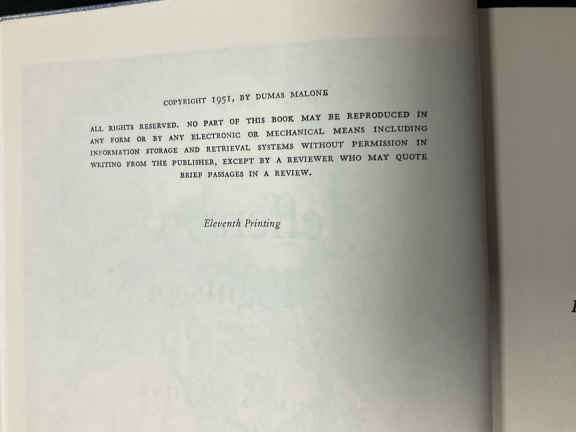 COPYRIGHT 1951, BY DUMAS MALONE
ALL RIGHTS RESERVED. NO PART OF THIS BOOK MAY BE REPRODUCED IN
ANY FORM OR BY ANY ELECTRONIC OR MECHANICAL MEANS INCLUDING
INFORMATION STORAGE AND RETRIEVAL SYSTEMS WITHOUT PERMISSION IN
WRITING FROM THE PUBLISHER, EXCEPT BY A REVIEWER WHO MAY QUOTE
BRIEF PASSAGES IN A REVIEW.
Eleventh Printing